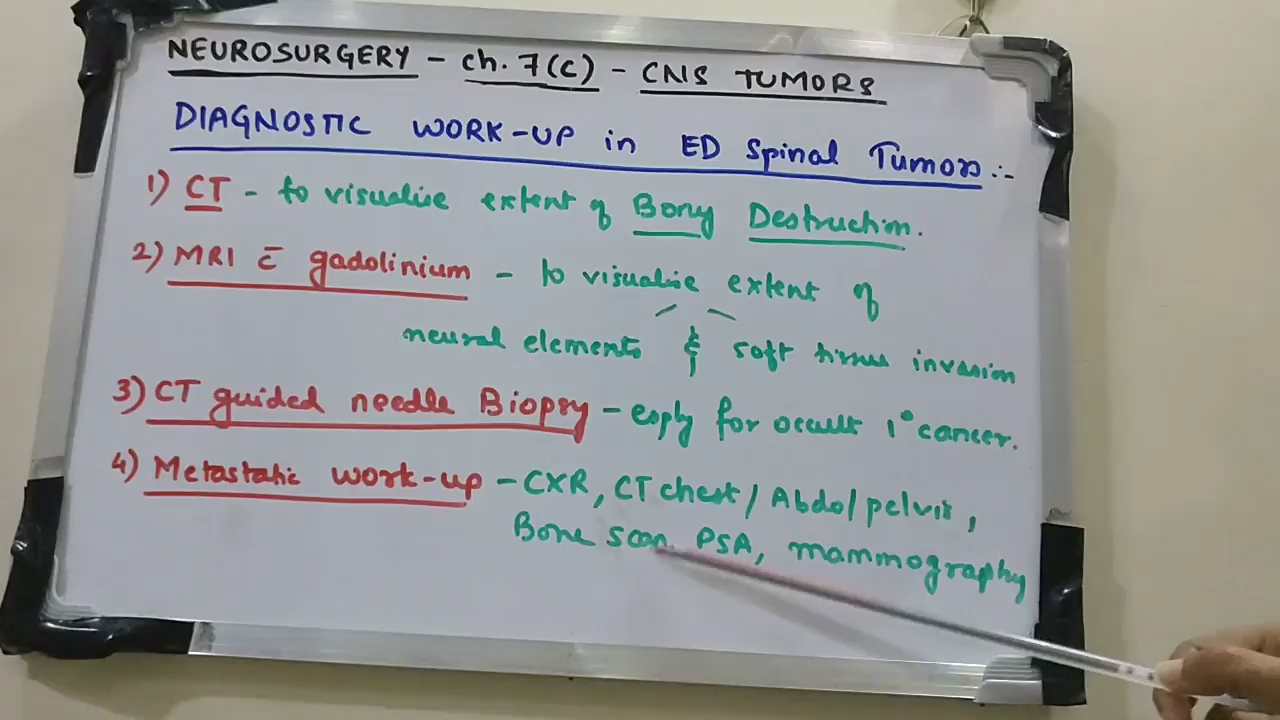 NEUROSURGERY - ch. 7(C) - CNS TUMORS
DIAGNOSTIC WORK-UP in ED Spinal Tumors :-
1) CT - to visualise extent of Bony Destruction.
2) MRI c̄ gadolinium - to visualise extent of
neural elements & soft tissue invasion
3) CT guided needle Biopsy - esply for occult 1° cancer.
4) Metastatic work-up - CXR, CT chest / Abdo/pelvis,
Bone scan, PSA, mammography